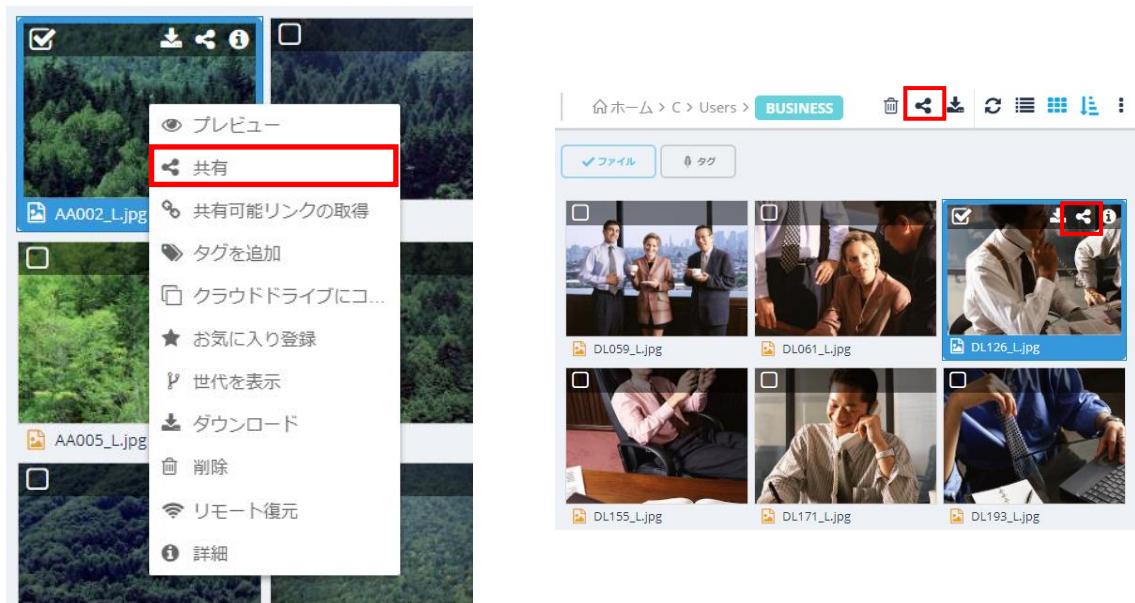 プレビュー
共有
共有可能リンクの取得
タグを追加
クラウドドライブにコ...
お気に入り登録
世代を表示
ダウンロード
削除
リモート復元
詳細
AA002_L.jpg
AA005_L.jpg
ホーム > C > Users > BUSINESS
ファイル
タグ
DL059_L.jpg
DL061_L.jpg
DL126_L.jpg
DL155_L.jpg
DL171_L.jpg
DL193_L.jpg